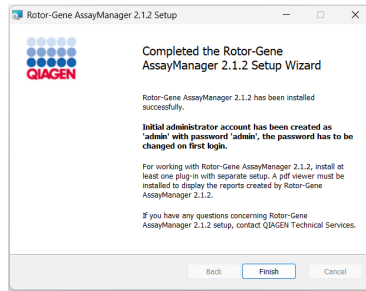 Rotor-Gene AssayManager 2.1.2 Setup
QIAGEN
Completed the Rotor-Gene
AssayManager 2.1.2 Setup Wizard
Rotor-Gene AssayManager 2.1.2 has been installed
successfully.
Initial administrator account has been created as
'admin' with password 'admin', the password has to be
changed on first login.
For working with Rotor-Gene AssayManager 2.1.2, install at
least one plug-in with separate setup. A pdf viewer must be
installed to display the reports created by Rotor-Gene
AssayManager 2.1.2.
If you have any questions concerning Rotor-Gene
AssayManager 2.1.2 setup, contact QIAGEN Technical Services.
Back Finish Cancel